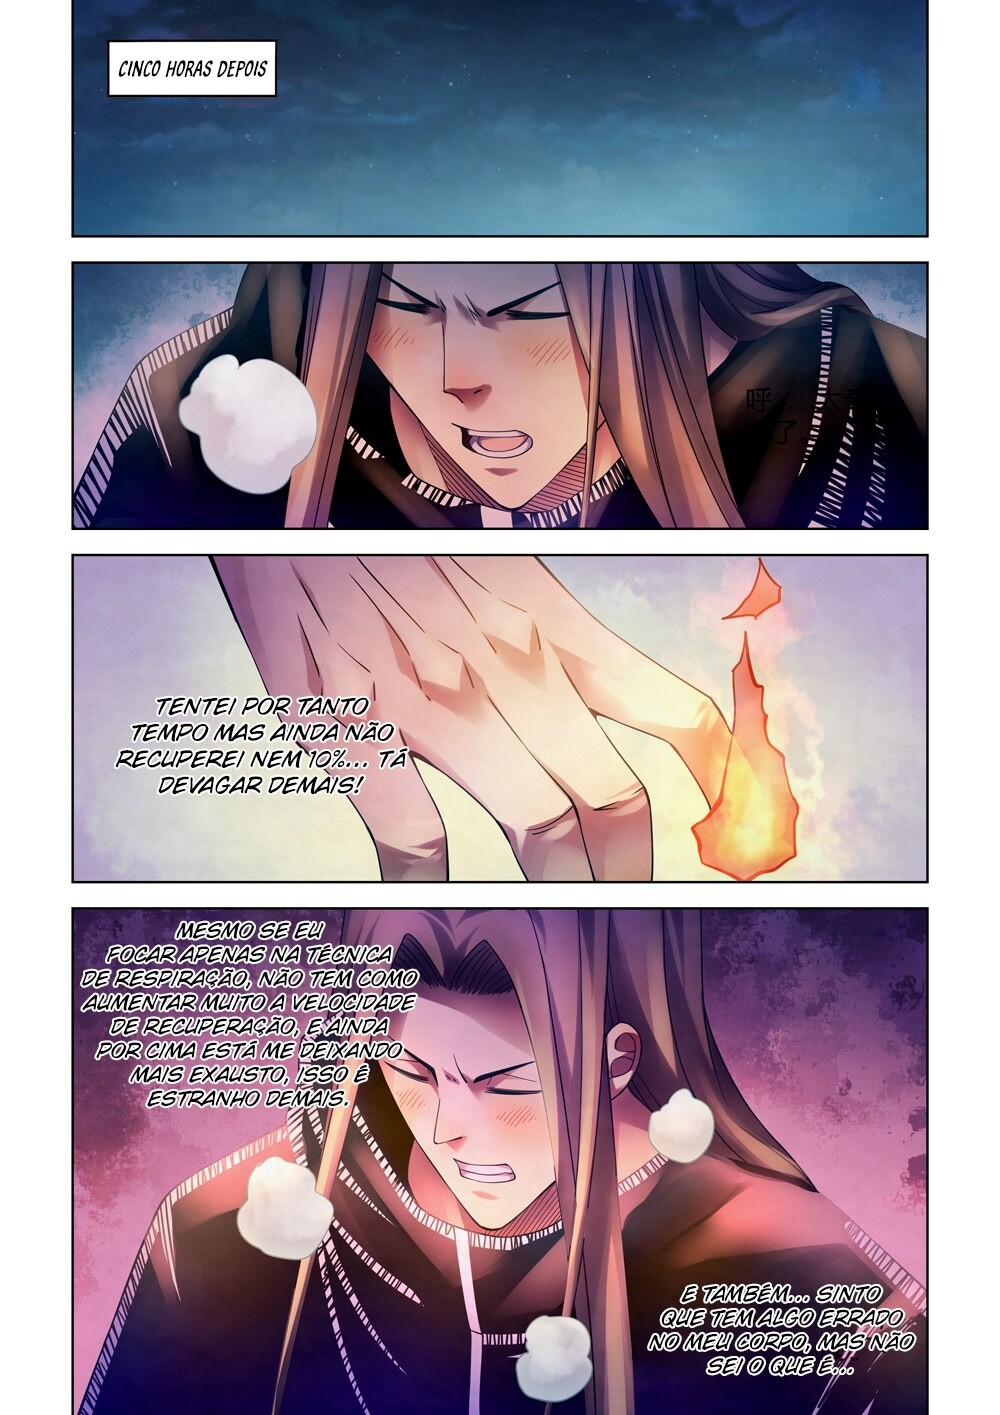 CINCO HORAS DEPOIS
呼......太
了。
TENTEI POR TANTO
TEMPO MAS AINDA NÃO
RECUPEREI NEM 10%... TÁ
DEVAGAR DEMAIS!
MESMO SE EU
FOCAR APENAS NA TÉCNICA
DE RESPIRAÇÃO, NÃO TEM COMO
AUMENTAR MUITO A VELOCIDADE
DE RECUPERAÇÃO, E AINDA
POR CIMA ESTÁ ME DEIXANDO
MAIS EXAUSTO, ISSO É
ESTRANHO DEMAIS.
E TAMBÉM... SINTO
QUE TEM ALGO ERRADO
NO MEU CORPO, MAS NÃO
SEI O QUE É...